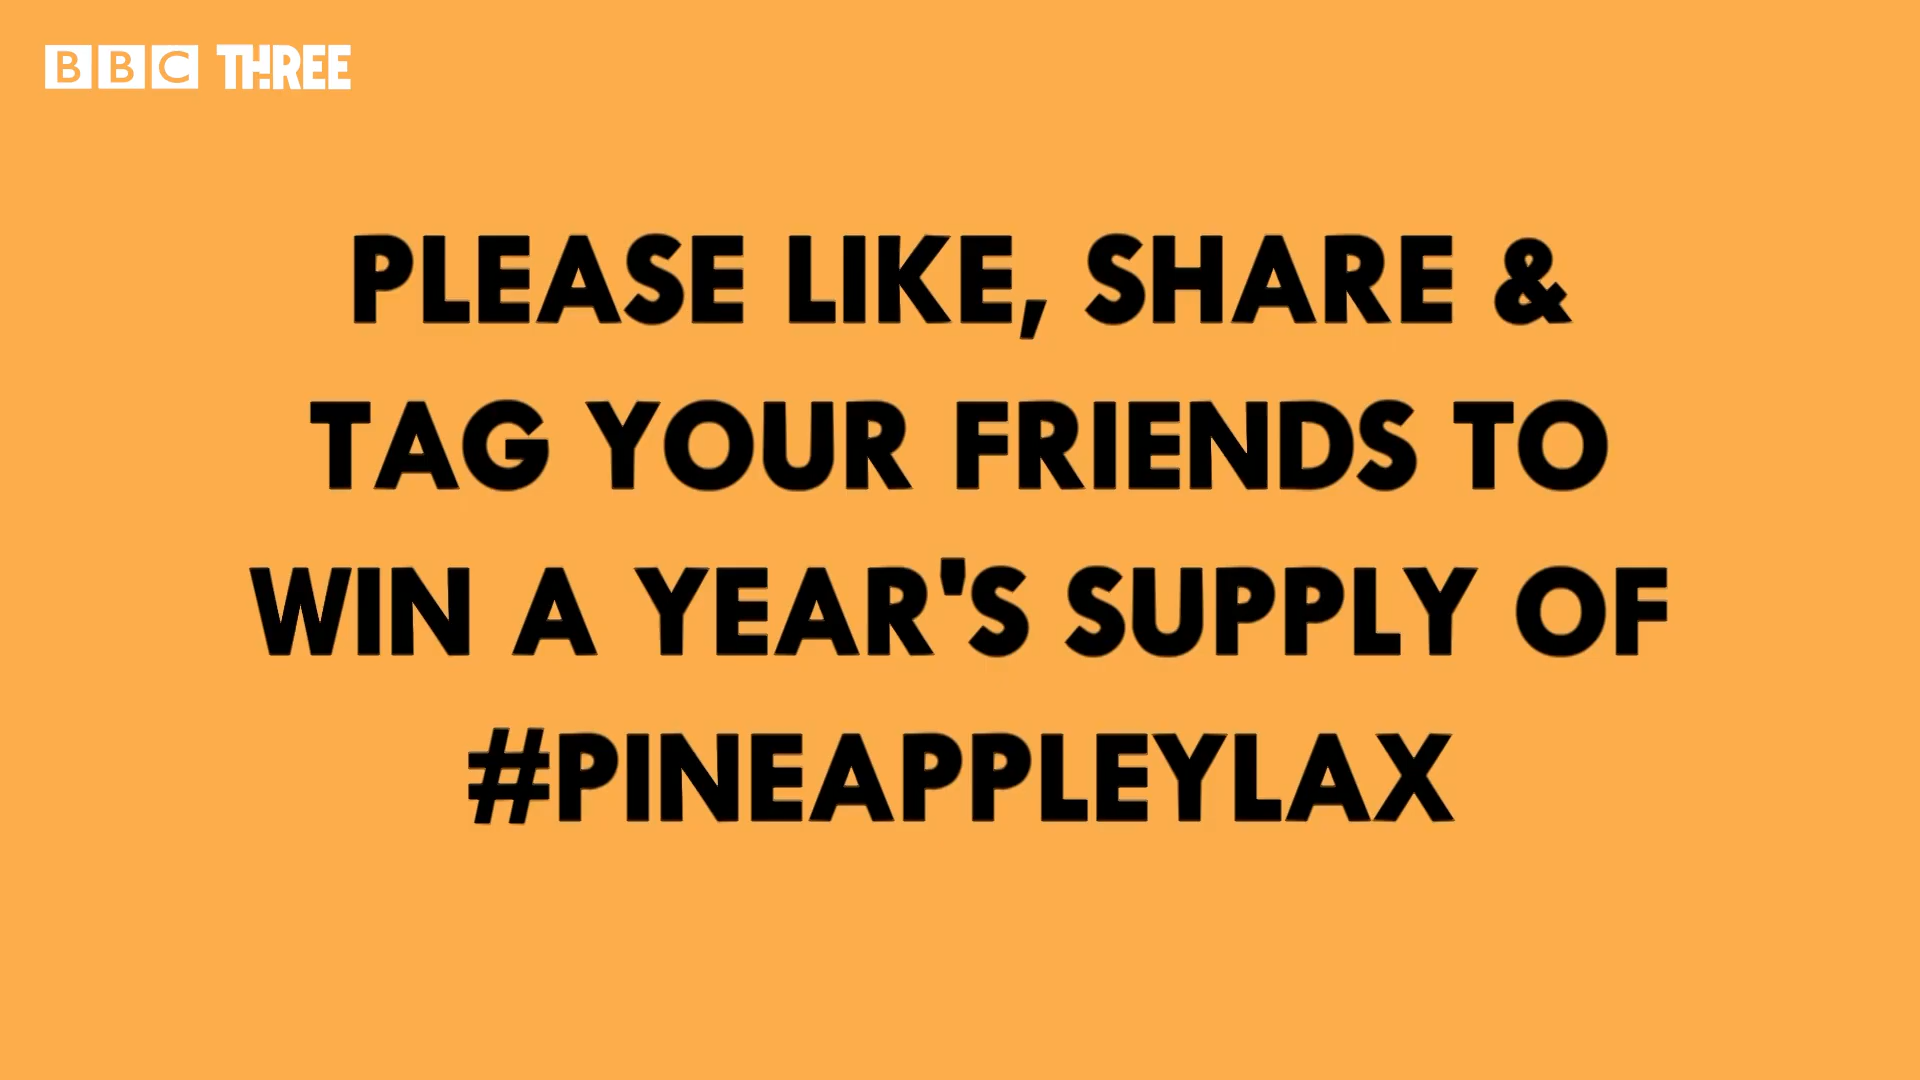 BBC THREE
PLEASE LIKE, SHARE &
TAG YOUR FRIENDS TO
WIN A YEAR'S SUPPLY OF
#PINEAPPLEYLAX